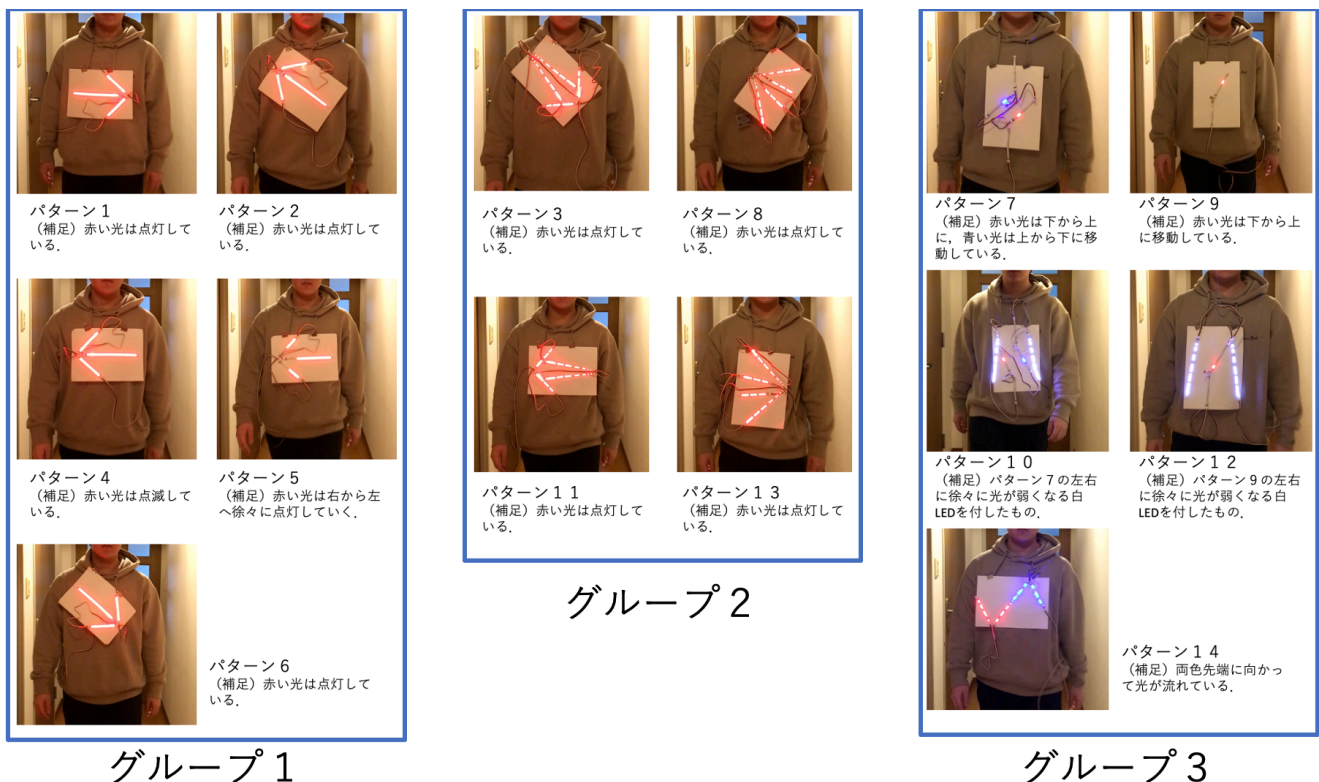 パターン１
（補足）赤い光は点灯して
いる．
パターン２
（補足）赤い光は点灯して
いる．
パターン４
（補足）赤い光は点滅して
いる．
パターン５
（補足）赤い光は右から左
へ徐々に点灯していく．
パターン６
（補足）赤い光は点灯して
いる．
グループ１
パターン３
（補足）赤い光は点灯して
いる．
パターン８
（補足）赤い光は点灯して
いる．
パターン１１
（補足）赤い光は点灯して
いる．
パターン１３
（補足）赤い光は点灯して
いる．
グループ２
パターン７
（補足）赤い光は下から上
に，青い光は上から下に移
動している．
パターン９
（補足）赤い光は下から上
に移動している．
パターン１０
（補足）パターン７の左右
に徐々に光が弱くなる白
LEDを付したもの．
パターン１２
（補足）パターン９の左右
に徐々に光が弱くなる白
LEDを付したもの．
パターン１４
（補足）両色先端に向かっ
て光が流れている．
グループ３